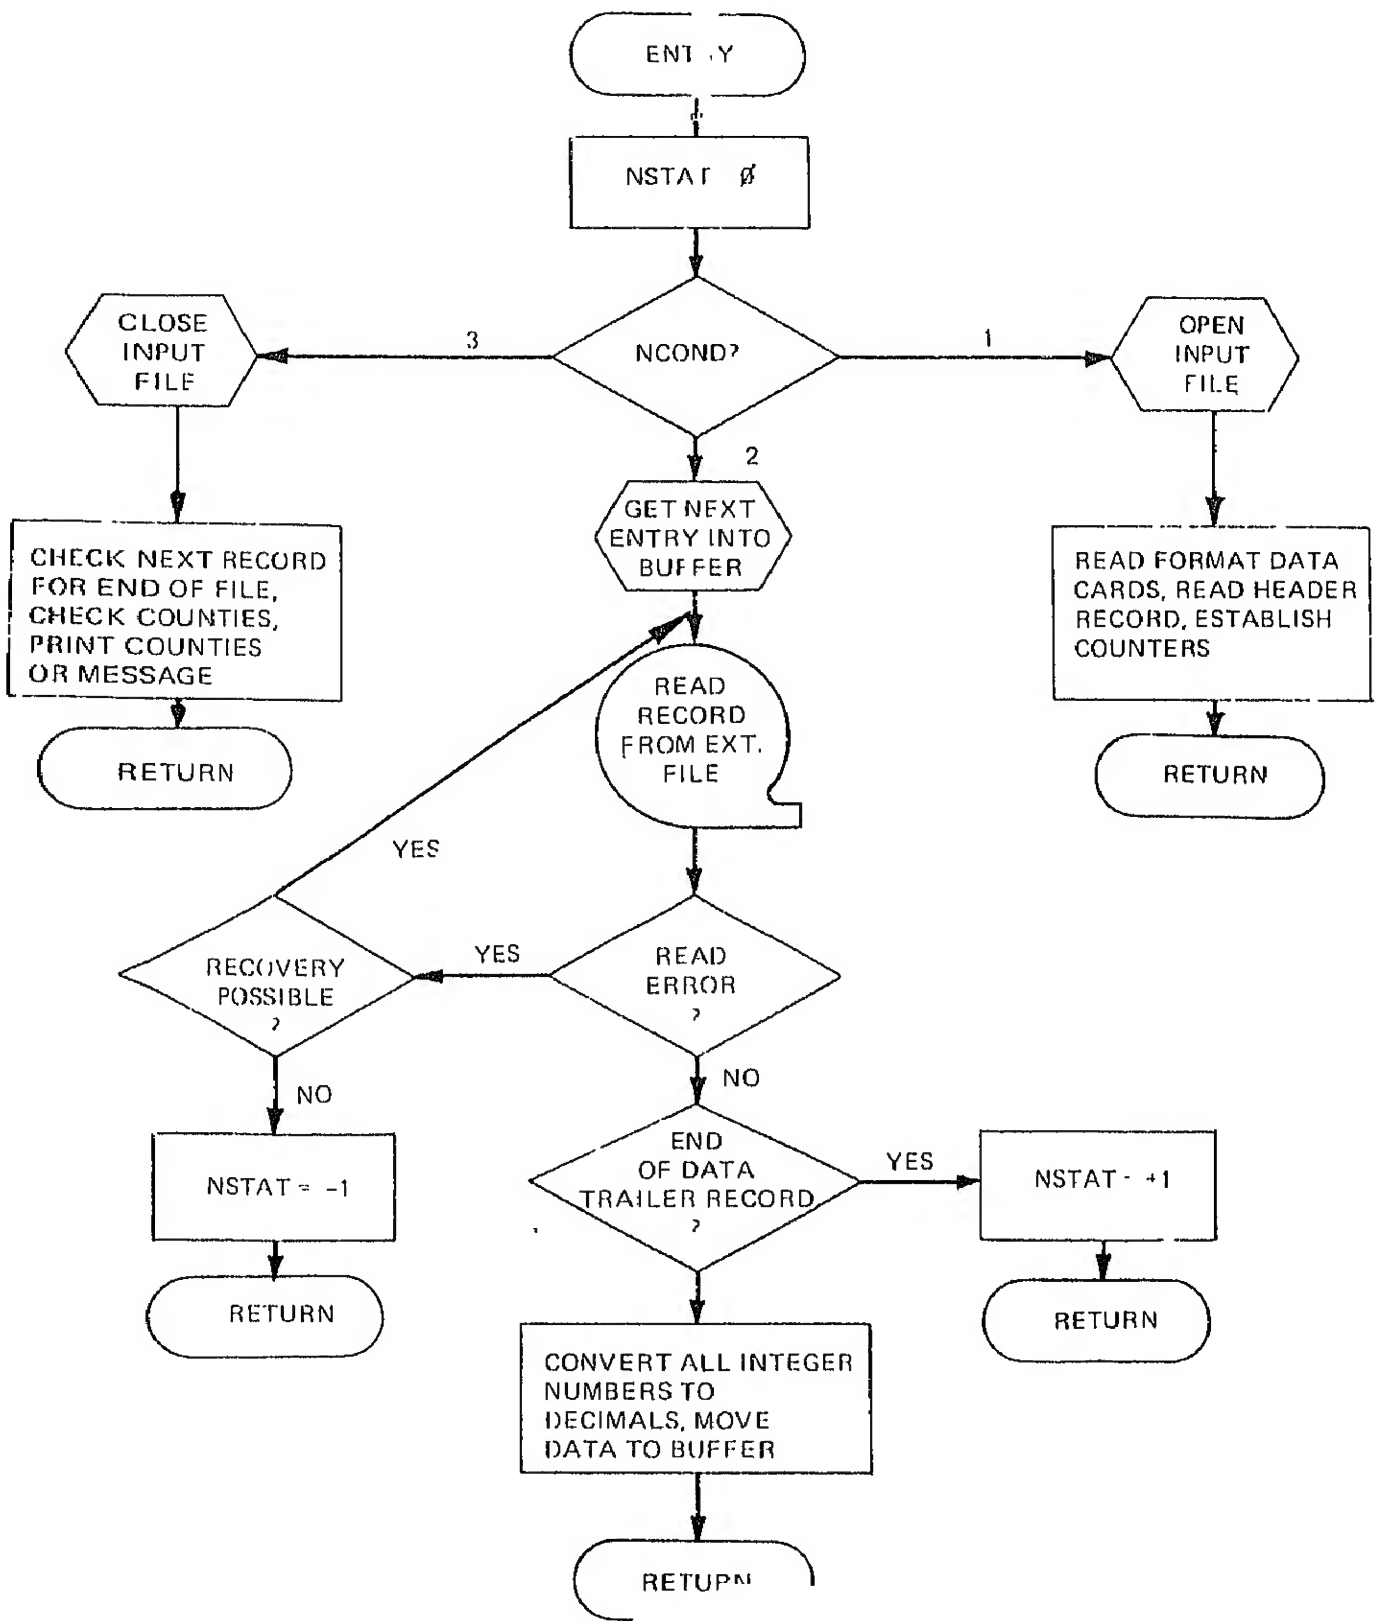 NSTAT Ø
CLOSE
INPUT
FILE
3
NCOND?
1
OPEN
INPUT
FILE
2
GET NEXT
ENTRY INTO
BUFFER
CHECK NEXT RECORD
FOR END OF FILE,
CHECK COUNTIES,
PRINT COUNTIES
OR MESSAGE
READ FORMAT DATA
CARDS, READ HEADER
RECORD, ESTABLISH
COUNTERS
READ
RECORD
FROM EXT.
FILE
RETURN
RETURN
YES
RECOVERY
POSSIBLE
?
YES
READ
ERROR
?
NO
NO
NSTAT = -1
END
OF DATA
TRAILER RECORD
?
YES
NSTAT - +1
RETURN
RETURN
CONVERT ALL INTEGER
NUMBERS TO
DECIMALS, MOVE
DATA TO BUFFER
RETURN